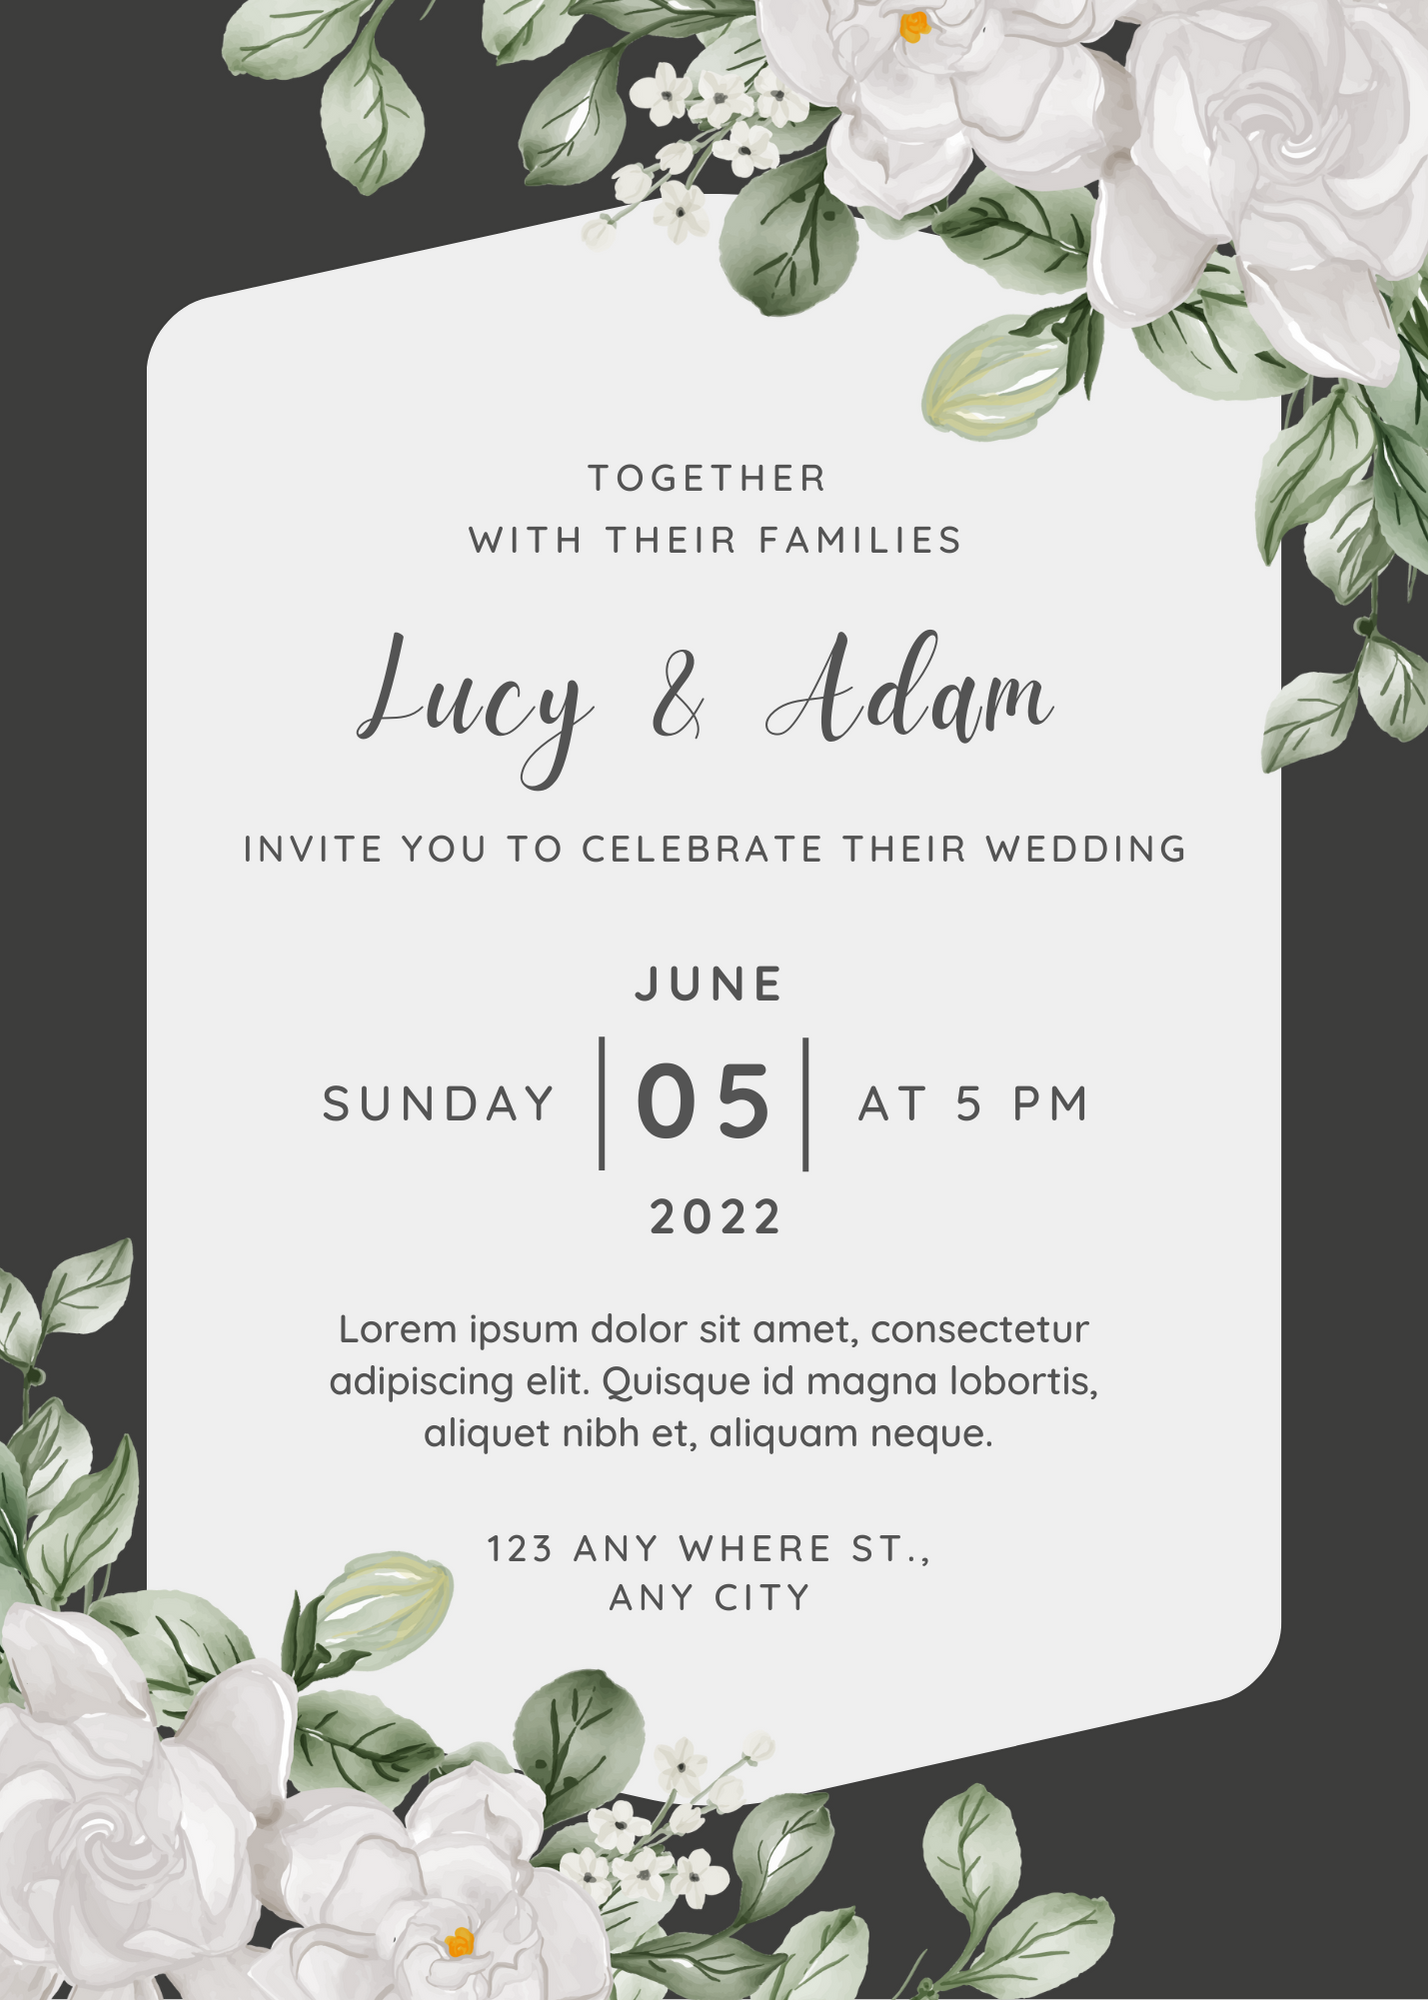 TOGETHER
WITH THEIR FAMILIES
Lucy & Adam
INVITE YOU TO CELEBRATE THEIR WEDDING
JUNE
SUNDAY 05 AT 5 PM
2022
Lorem ipsum dolor sit amet, consectetur
adipiscing elit. Quisque id magna lobortis,
aliquet nibh et, aliquam neque.
123 ANY WHERE ST.,
ANY CITY